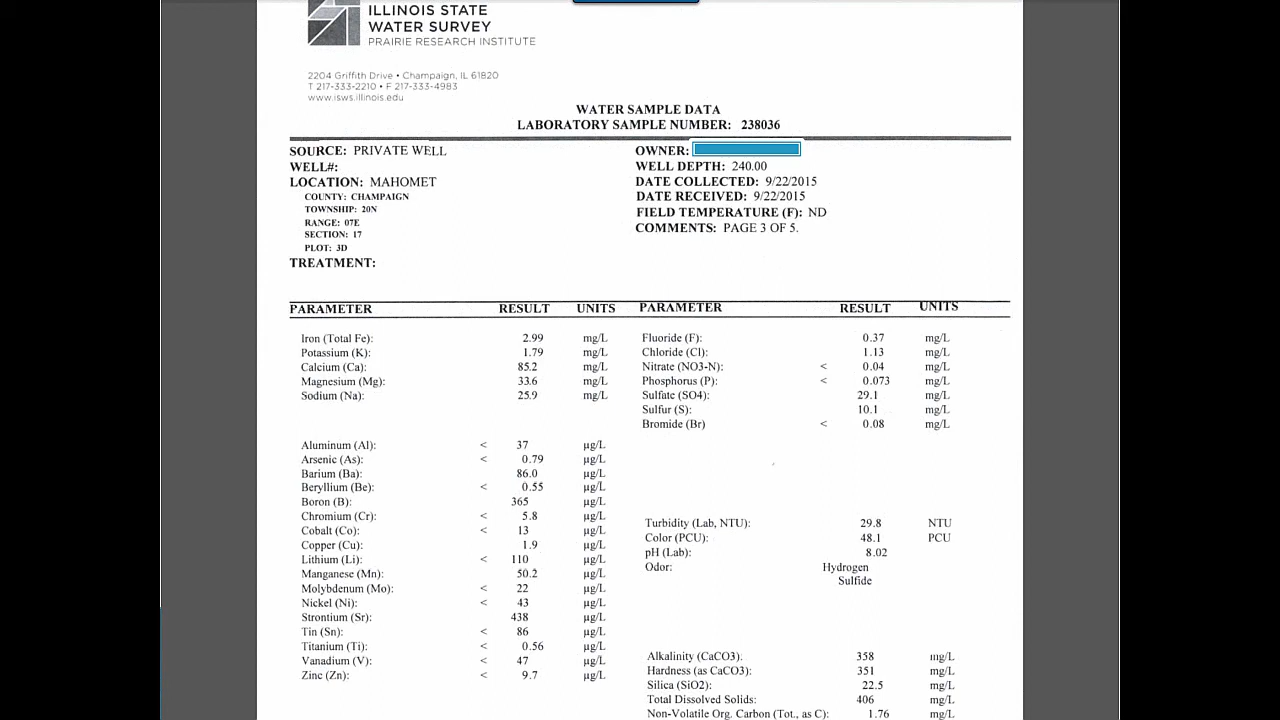 ILLINOIS STATE
WATER SURVEY
PRAIRIE RESEARCH INSTITUTE
2204 Griffith Drive • Champaign, IL 61820
T 217-333-2210 • F 217-333-4983
www.isws.illinois.edu
WATER SAMPLE DATA
LABORATORY SAMPLE NUMBER: 238036
SOURCE: PRIVATE WELL
WELL#:
LOCATION: MAHOMET
COUNTY: CHAMPAIGN
TOWNSHIP: 20N
RANGE: 07E
SECTION: 17
PLOT: 3D
TREATMENT:
OWNER:
WELL DEPTH: 240.00
DATE COLLECTED: 9/22/2015
DATE RECEIVED: 9/22/2015
FIELD TEMPERATURE (F): ND
COMMENTS: PAGE 3 OF 5.
PARAMETER RESULT UNITS PARAMETER RESULT UNITS
Iron (Total Fe): 2.99 mg/L
Potassium (K): 1.79 mg/L
Calcium (Ca): 85.2 mg/L
Magnesium (Mg): 33.6 mg/L
Sodium (Na): 25.9 mg/L
Aluminum (Al): < 37 µg/L
Arsenic (As): < 0.79 µg/L
Barium (Ba): 86.0 µg/L
Beryllium (Be): < 0.55 µg/L
Boron (B): 365 µg/L
Chromium (Cr): < 5.8 µg/L
Cobalt (Co): < 13 µg/L
Copper (Cu): 1.9 µg/L
Lithium (Li): < 110 µg/L
Manganese (Mn): 50.2 µg/L
Molybdenum (Mo): < 22 µg/L
Nickel (Ni): < 43 µg/L
Strontium (Sr): 438 µg/L
Tin (Sn): < 86 µg/L
Titanium (Ti): < 0.56 µg/L
Vanadium (V): < 47 µg/L
Zinc (Zn): < 9.7 µg/L
Fluoride (F): 0.37 mg/L
Chloride (Cl): 1.13 mg/L
Nitrate (NO3-N): < 0.04 mg/L
Phosphorus (P): < 0.073 mg/L
Sulfate (SO4): 29.1 mg/L
Sulfur (S): 10.1 mg/L
Bromide (Br) < 0.08 mg/L
Turbidity (Lab, NTU): 29.8 NTU
Color (PCU): 48.1 PCU
pH (Lab): 8.02
Odor: Hydrogen
Sulfide
Alkalinity (CaCO3): 358 mg/L
Hardness (as CaCO3): 351 mg/L
Silica (SiO2): 22.5 mg/L
Total Dissolved Solids: 406 mg/L
Non-Volatile Org. Carbon (Tot., as C): 1.76 mg/L